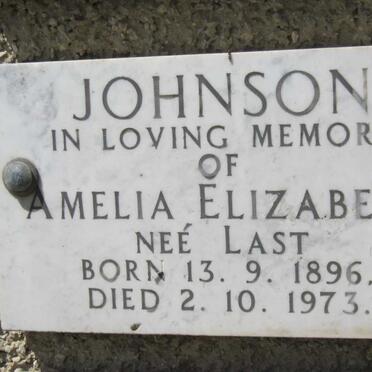 JOHNSON
IN LOVING MEMOR
OF
AMELIA ELIZABE
NEÉ LAST
BORN 13. 9. 1896,
DIED 2. 10. 1973.